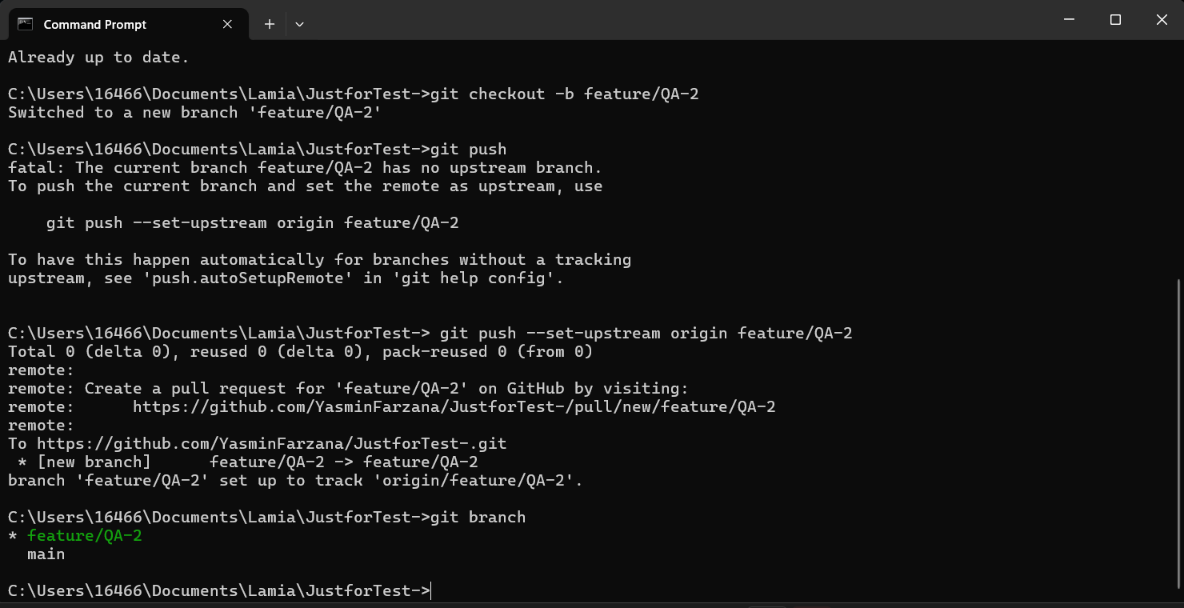 Command Prompt
Already up to date.
C:\Users\16466\Documents\Lamia\JustforTest->git checkout -b feature/QA-2
Switched to a new branch 'feature/QA-2'
C:\Users\16466\Documents\Lamia\JustforTest->git push
fatal: The current branch feature/QA-2 has no upstream branch.
To push the current branch and set the remote as upstream, use
    git push --set-upstream origin feature/QA-2
To have this happen automatically for branches without a tracking
upstream, see 'push.autoSetupRemote' in 'git help config'.
C:\Users\16466\Documents\Lamia\JustforTest-> git push --set-upstream origin feature/QA-2
Total 0 (delta 0), reused 0 (delta 0), pack-reused 0 (from 0)
remote:
remote: Create a pull request for 'feature/QA-2' on GitHub by visiting:
remote:      https://github.com/YasminFarzana/JustforTest-/pull/new/feature/QA-2
remote:
To https://github.com/YasminFarzana/JustforTest-.git
 * [new branch]      feature/QA-2 -> feature/QA-2
branch 'feature/QA-2' set up to track 'origin/feature/QA-2'.
C:\Users\16466\Documents\Lamia\JustforTest->git branch
* feature/QA-2
  main
C:\Users\16466\Documents\Lamia\JustforTest->